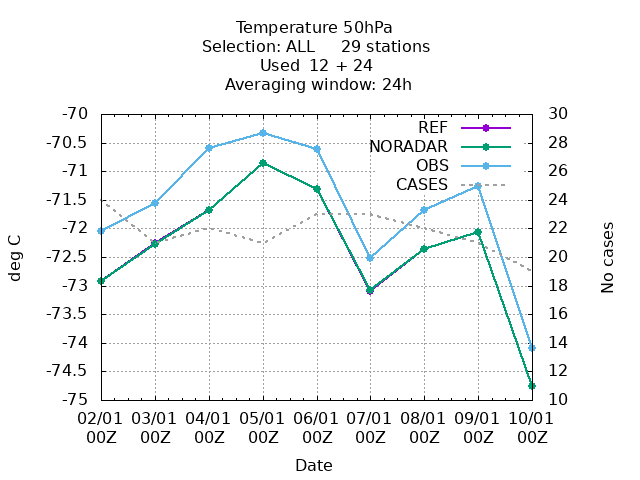 Temperature 50hPa
Selection: ALL     29 stations
Used  12 + 24
Averaging window: 24h
-70
-70.5
-71
-71.5
-72
-72.5
-73
-73.5
-74
-74.5
-75
deg C
30
28
26
24
22
20
18
16
14
12
10
No cases
REF
NORADAR
OBS
CASES
02/01 03/01 04/01 05/01 06/01 07/01 08/01 09/01 10/01
00Z 00Z 00Z 00Z 00Z 00Z 00Z 00Z 00Z
Date